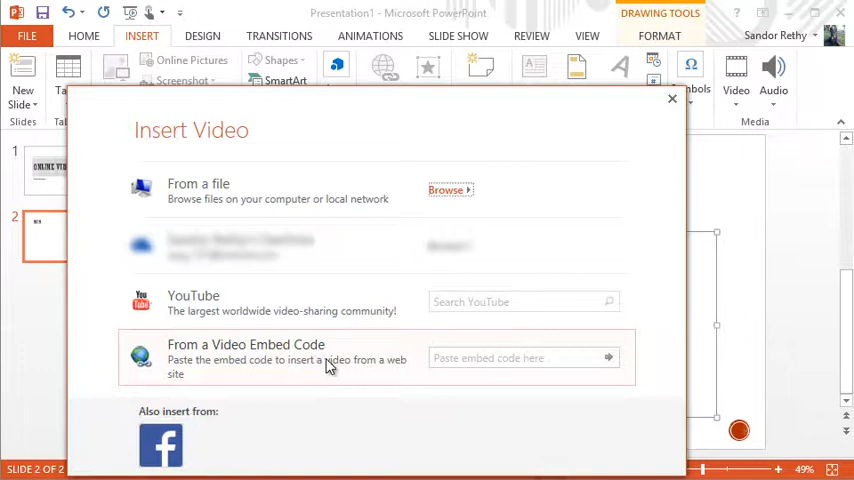 Presentation1 - Microsoft PowerPoint
DRAWING TOOLS
?
FILE HOME INSERT DESIGN TRANSITIONS ANIMATIONS SLIDE SHOW REVIEW VIEW FORMAT Sandor Rethy
Online Pictures Shapes
Screenshot SmartArt
New
Slide
Video Audio
Slides Media
Insert Video
From a file
Browse files on your computer or local network
Browse
YouTube
You
Tube
The largest worldwide video-sharing community!
Search YouTube
From a Video Embed Code
Paste the embed code to insert a video from a web
site
Paste embed code here
Also insert from:
f
1
2
SLIDE 2 OF 2
49%